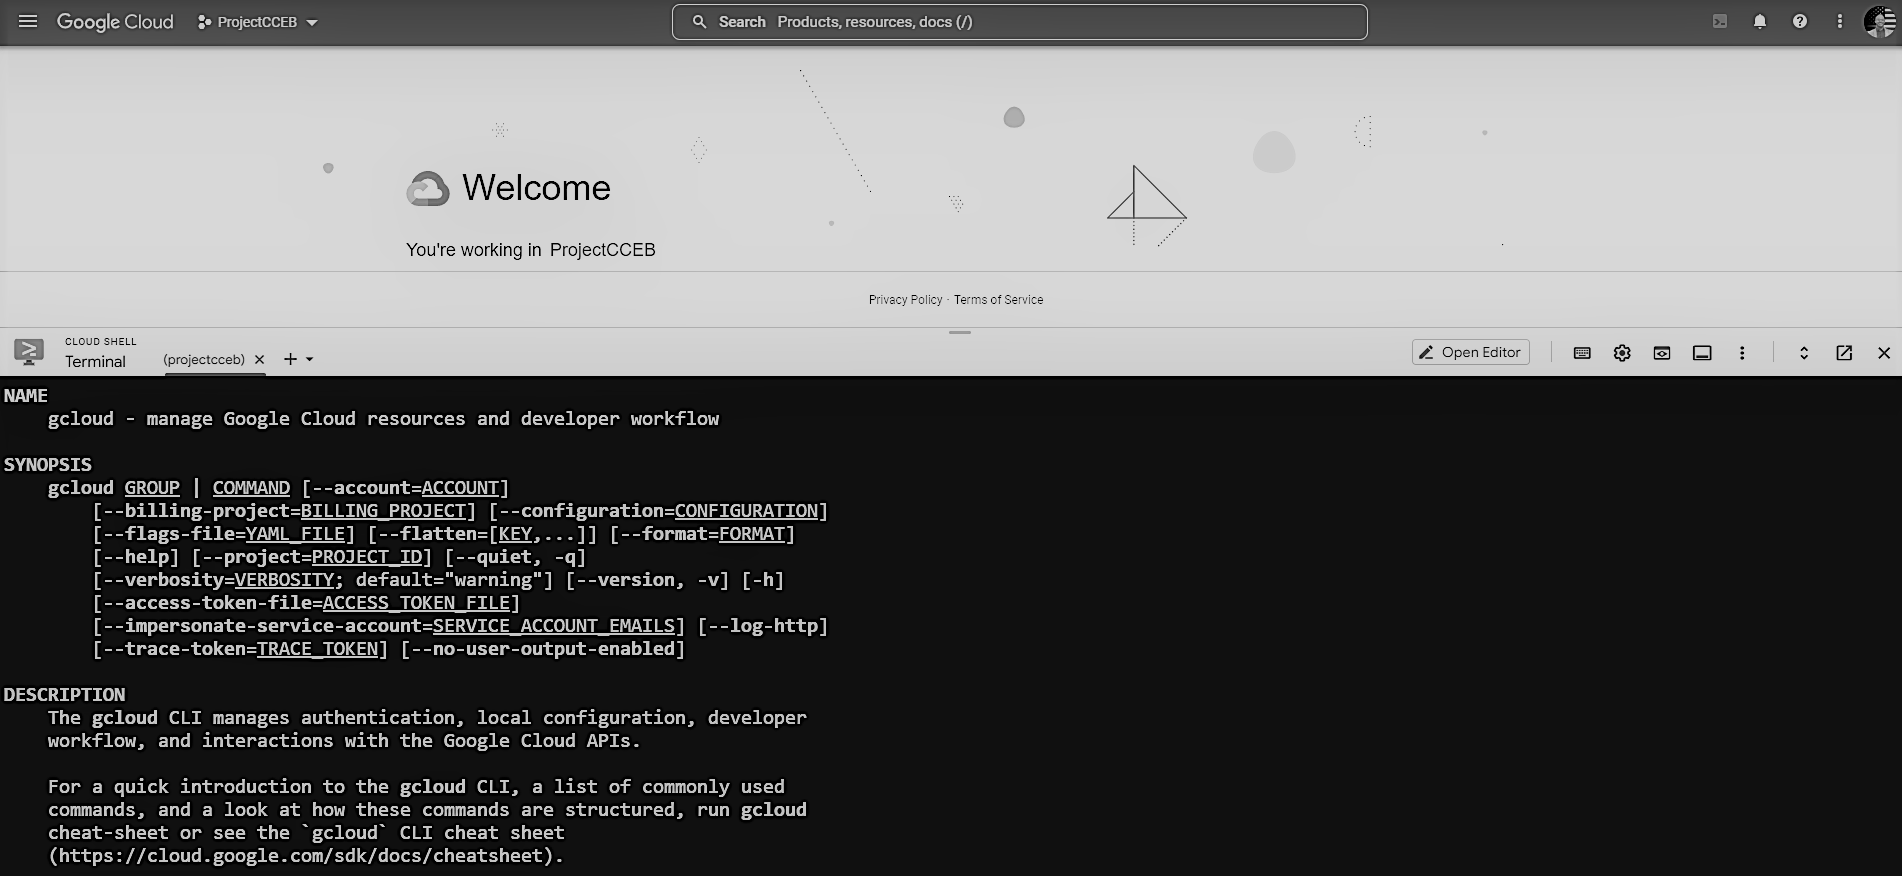 Google Cloud ProjectCCEB Search Products, resources, docs (/)
Welcome
You're working in ProjectCCEB
Privacy Policy · Terms of Service
CLOUD SHELL
Terminal (projectcceb) Open Editor
NAME
gcloud - manage Google Cloud resources and developer workflow
SYNOPSIS
gcloud GROUP | COMMAND [--account=ACCOUNT]
[--billing-project=BILLING_PROJECT] [--configuration=CONFIGURATION]
[--flags-file=YAML_FILE] [--flatten=[KEY,...]] [--format=FORMAT]
[--help] [--project=PROJECT_ID] [--quiet, -q]
[--verbosity=VERBOSITY; default="warning"] [--version, -v] [-h]
[--access-token-file=ACCESS_TOKEN_FILE]
[--impersonate-service-account=SERVICE_ACCOUNT_EMAILS] [--log-http]
[--trace-token=TRACE_TOKEN] [--no-user-output-enabled]
DESCRIPTION
The gcloud CLI manages authentication, local configuration, developer
workflow, and interactions with the Google Cloud APIs.
For a quick introduction to the gcloud CLI, a list of commonly used
commands, and a look at how these commands are structured, run gcloud
cheat-sheet or see the `gcloud` CLI cheat sheet
(https://cloud.google.com/sdk/docs/cheatsheet).